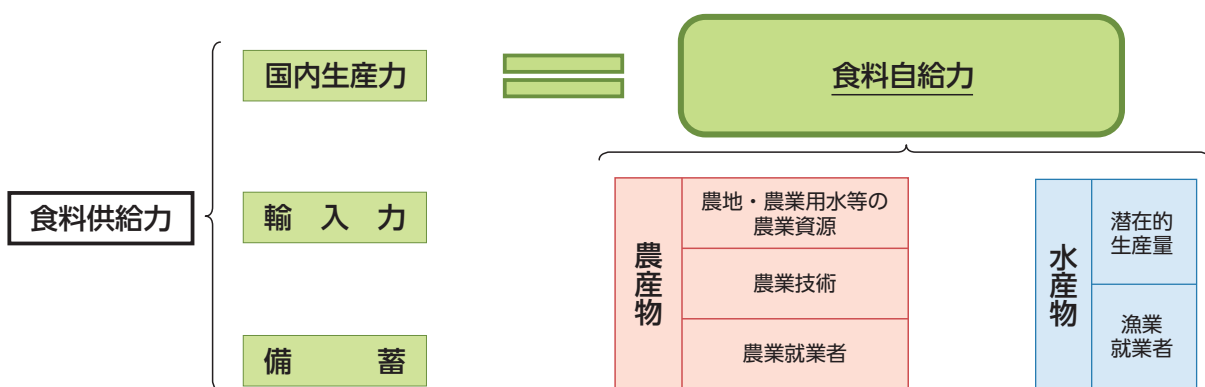 国内生産力
食料自給力
食料供給力
輸入力
備蓄
農産物
農地・農業用水等の
農業資源
農業技術
農業就業者
水産物
潜在的
生産量
漁業
就業者